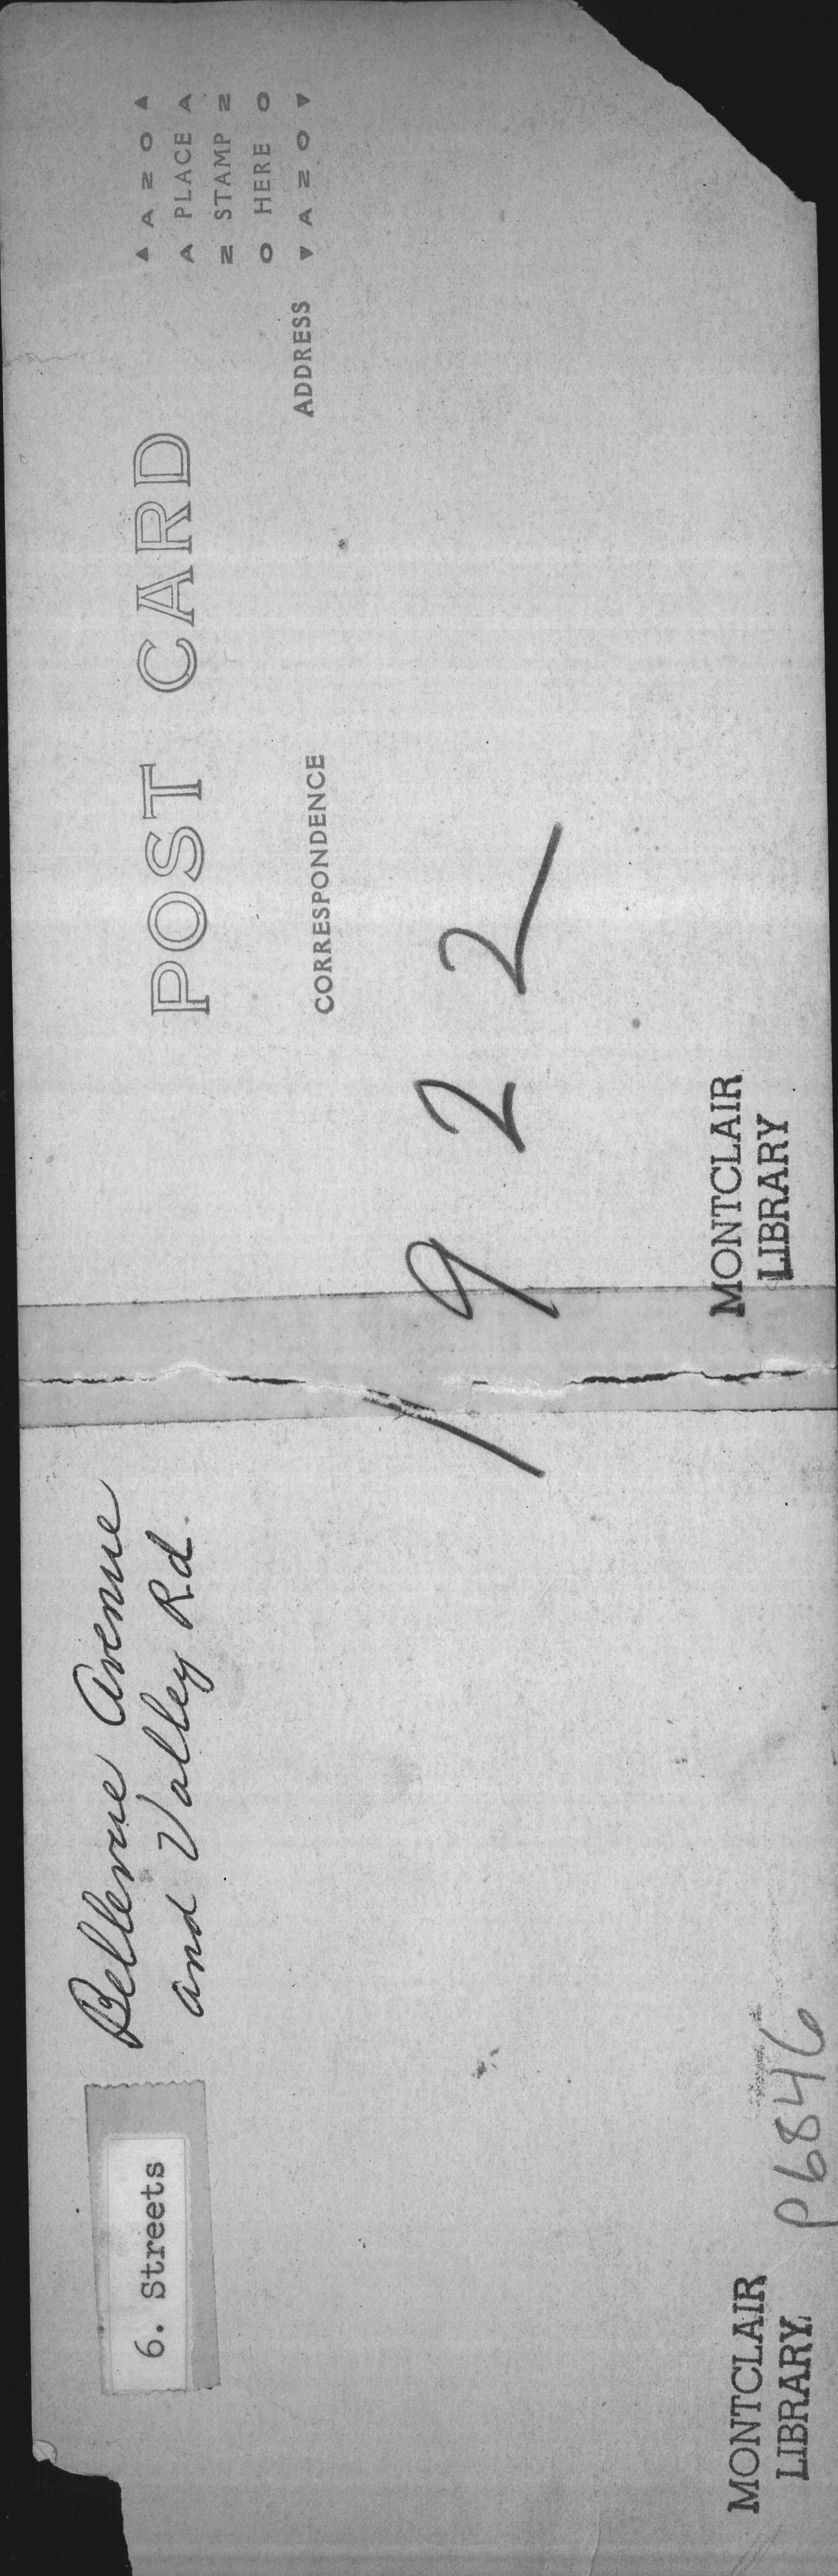 6. Streets
Bellevue Avenue
and Valley Rd.
POST CARD
CORRESPONDENCE
ADDRESS
▲ A Z O ▲
A PLACE A
Z STAMP Z
O HERE O
▼ A Z O ▼
1922
MONTCLAIR
LIBRARY
P6846
MONTCLAIR
LIBRARY